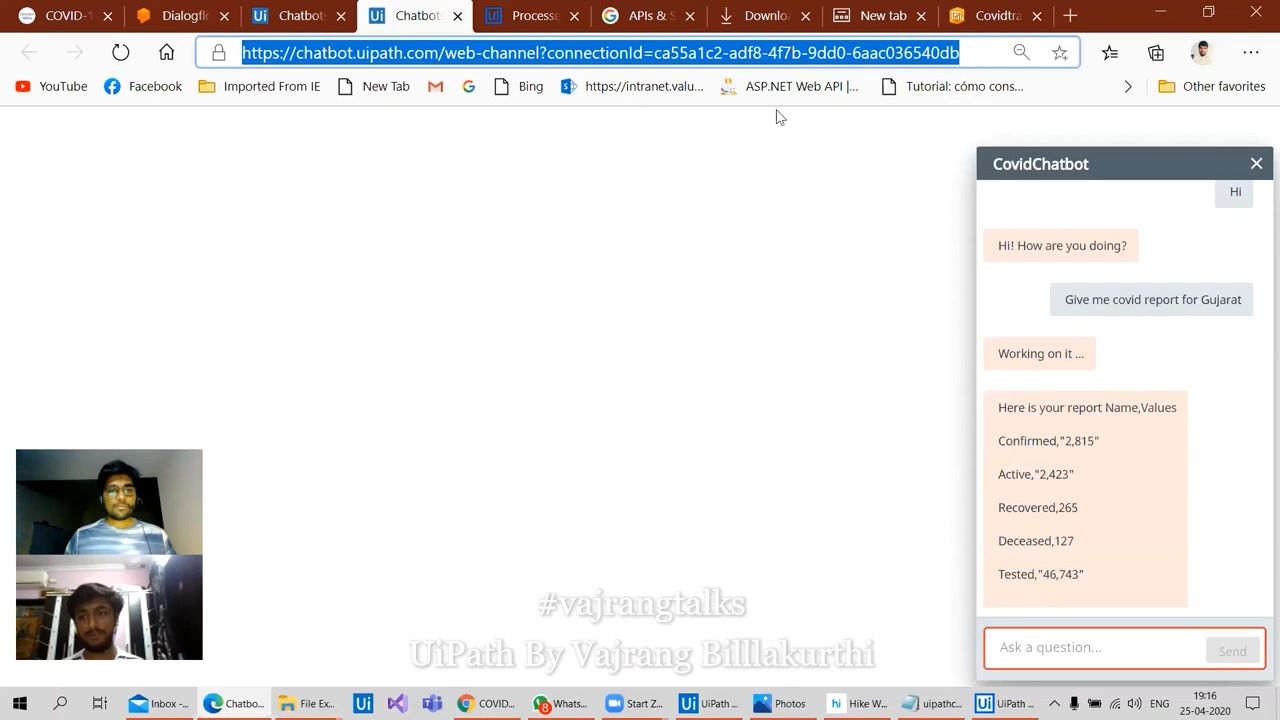 COVID-1
Dialogfl
Chatbots
Chatbot
Processe
APIs & S
Downlo
New tab
Covidtra
https://chatbot.uipath.com/web-channel?connectionId=ca55a1c2-adf8-4f7b-9dd0-6aac036540db
YouTube
Facebook
Imported From IE
New Tab
Bing
https://intranet.valu...
ASP.NET Web API |...
Tutorial: cómo cons...
Other favorites
CovidChatbot
Hi
Hi! How are you doing?
Give me covid report for Gujarat
Working on it ...
Here is your report Name,Values
Confirmed,"2,815"
Active,"2,423"
Recovered,265
Deceased,127
Tested,"46,743"
Ask a question...
Send
#vajrangtalks
UiPath By Vajrang Billlakurthi
Inbox -...
Chatbo...
File Ex...
COVID...
8
Whats...
Start Z...
UiPath ...
Photos
Hike W...
uipathc...
UiPath ...
ENG
19:16
25-04-2020